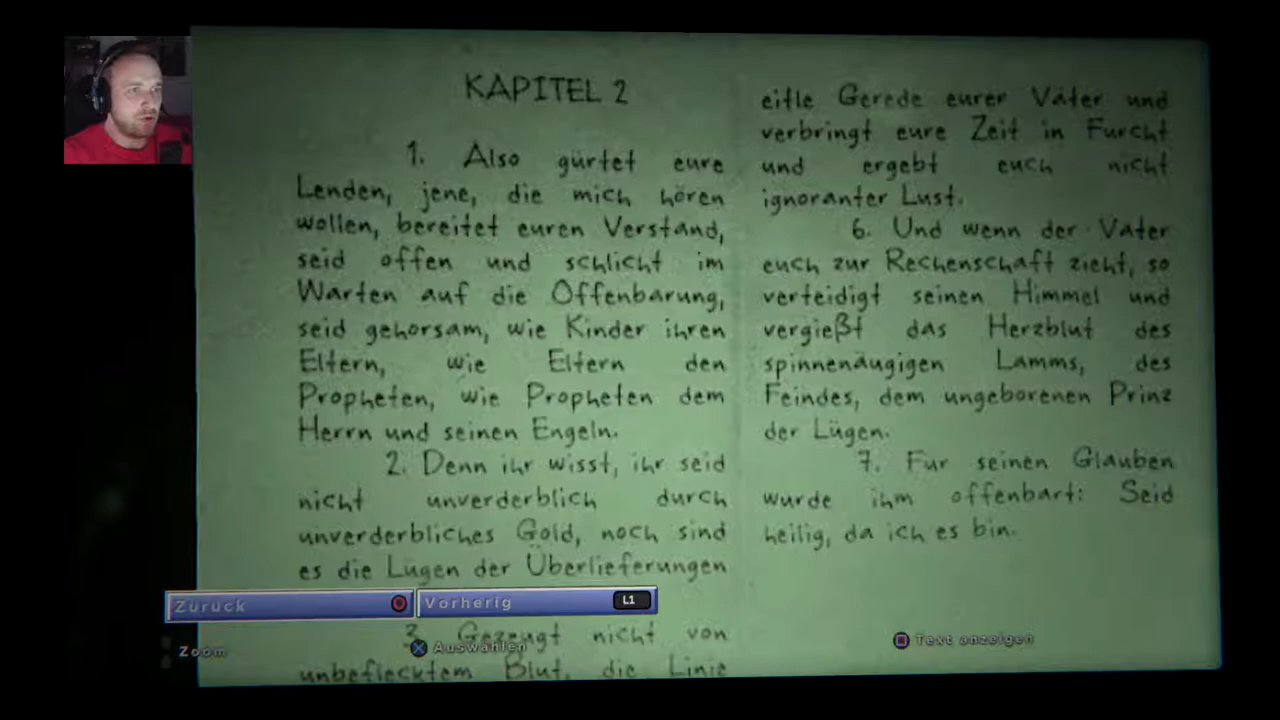 KAPITEL 2
1. Also gürtet eure
Lenden, jene, die mich hören
wollen, bereitet euren Verstand,
seid offen und schlicht im
Warten auf die Offenbarung,
seid gehorsam, wie Kinder ihren
Eltern, wie Eltern den
Propheten, wie Propheten dem
Herrn und seinen Engeln.
2. Denn ihr wisst, ihr seid
nicht unverderblich durch
unverderbliches Gold, noch sind
es die Lügen der Überlieferungen
3. Gezeugt nicht von
unbeflecktem Blut, die Linie
eitle Gerede eurer Väter und
verbringt eure Zeit in Furcht
und ergebt euch nicht
ignoranter Lust.
6. Und wenn der Vater
euch zur Rechenschaft zieht, so
verteidigt seinen Himmel und
vergießt das Herzblut des
spinnenäugigen Lamms, des
Feindes, dem ungeborenen Prinz
der Lügen.
7. Fur seinen Glauben
wurde ihm offenbart: Seid
heilig, da ich es bin.
Zurück
Vorherig L1
Zoom
Auswählen
Text anzeigen